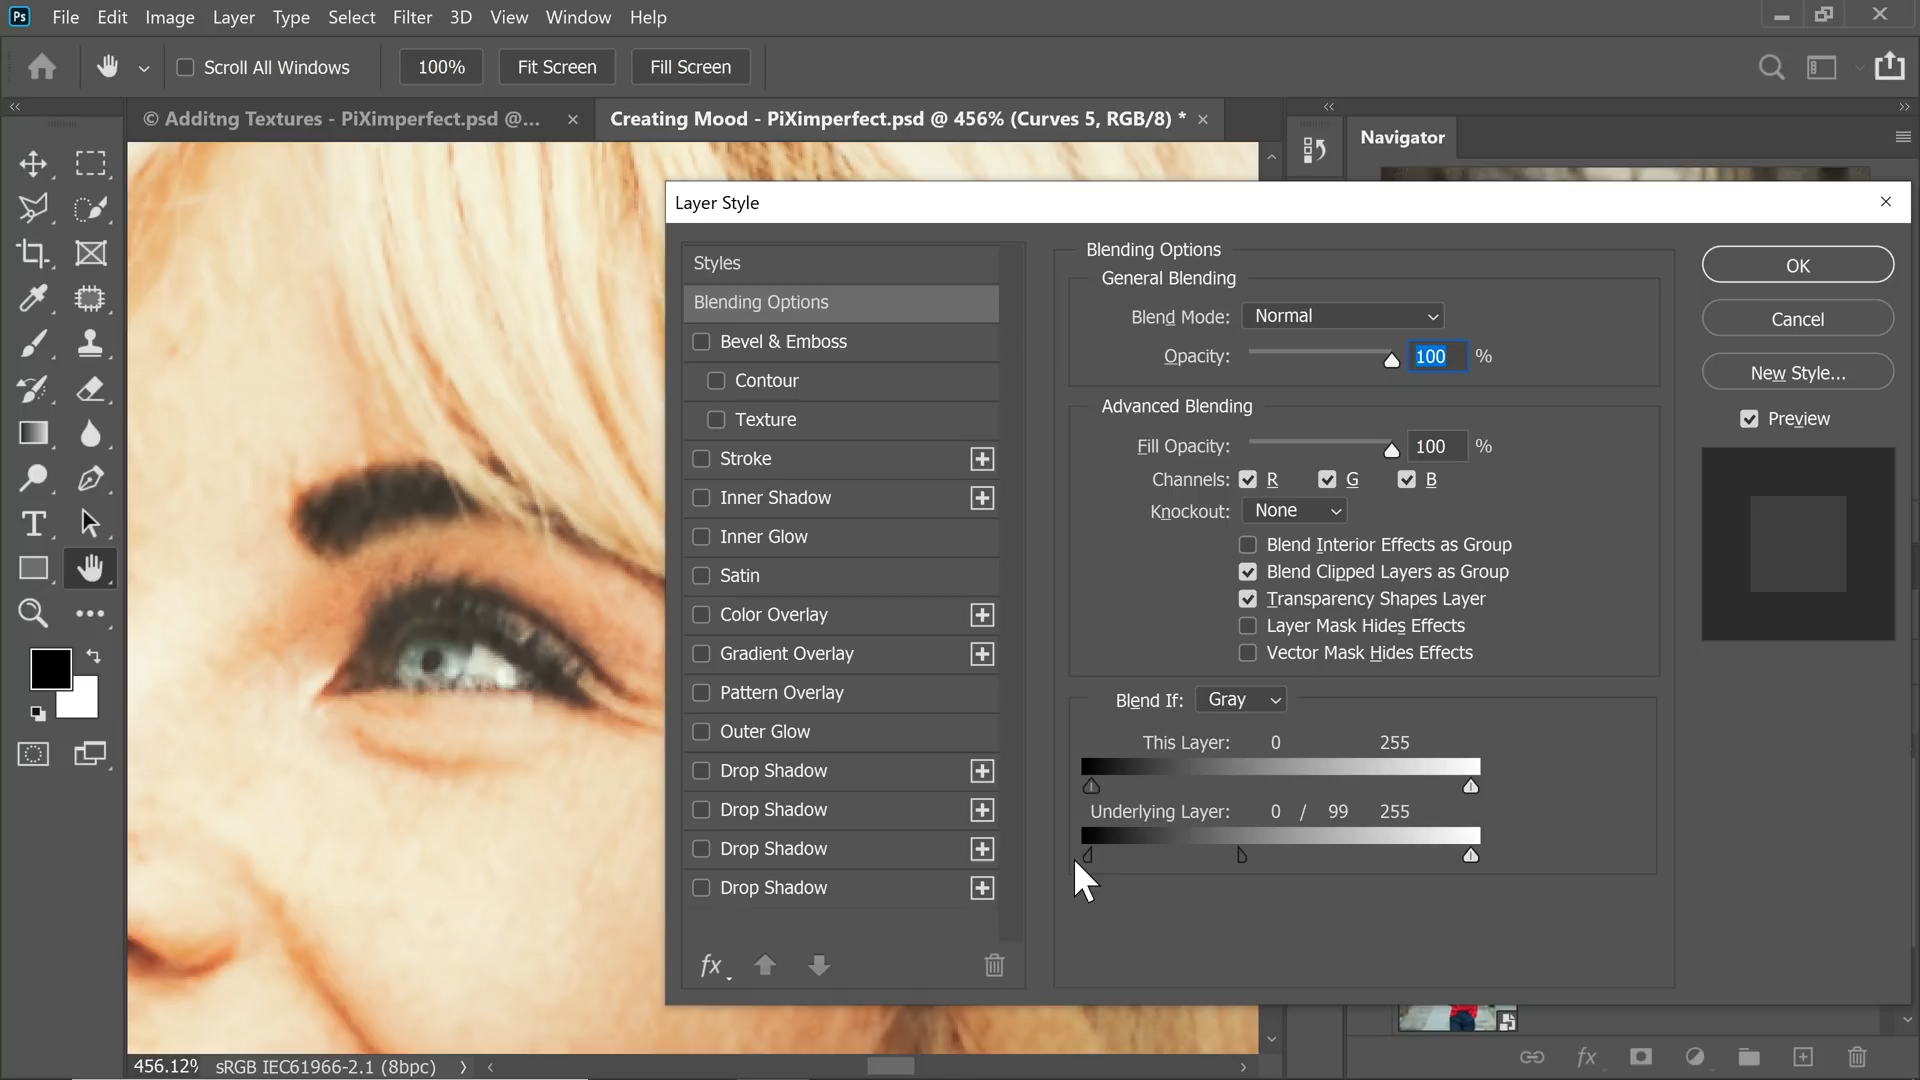 Ps File Edit Image Layer Type Select Filter 3D View Window Help
Scroll All Windows 100% Fit Screen Fill Screen
© Additng Textures - PiXimperfect.psd @... × Creating Mood - PiXimperfect.psd @ 456% (Curves 5, RGB/8) * ×
Navigator
Layer Style
Styles
Blending Options
Bevel & Emboss
Contour
Texture
Stroke
Inner Shadow
Inner Glow
Satin
Color Overlay
Gradient Overlay
Pattern Overlay
Outer Glow
Drop Shadow
Drop Shadow
Drop Shadow
Drop Shadow
fx
Blending Options
General Blending
Blend Mode: Normal
Opacity: 100 %
Advanced Blending
Fill Opacity: 100 %
Channels: R G B
Knockout: None
Blend Interior Effects as Group
Blend Clipped Layers as Group
Transparency Shapes Layer
Layer Mask Hides Effects
Vector Mask Hides Effects
Blend If: Gray
This Layer: 0 255
Underlying Layer: 0 / 99 255
OK
Cancel
New Style...
Preview
456.12% sRGB IEC61966-2.1 (8bpc)
fx